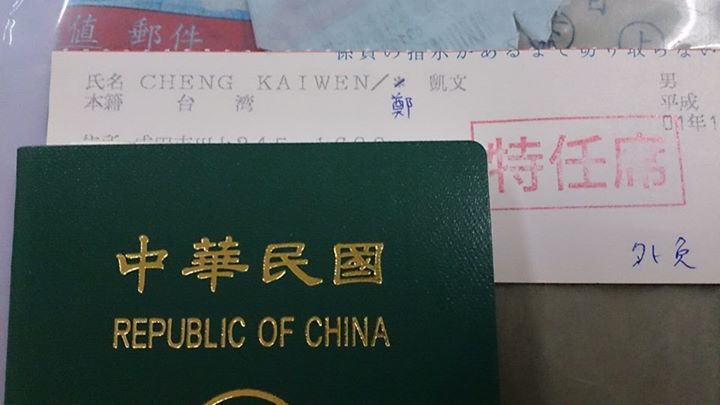 値 郵件
係員の指示があるまで切り取らない
氏名 CHENG KAIWEN/* 凱文 男
鄭
本籍 台湾 平成
01年1
特任席
外免
中華民國
REPUBLIC OF CHINA